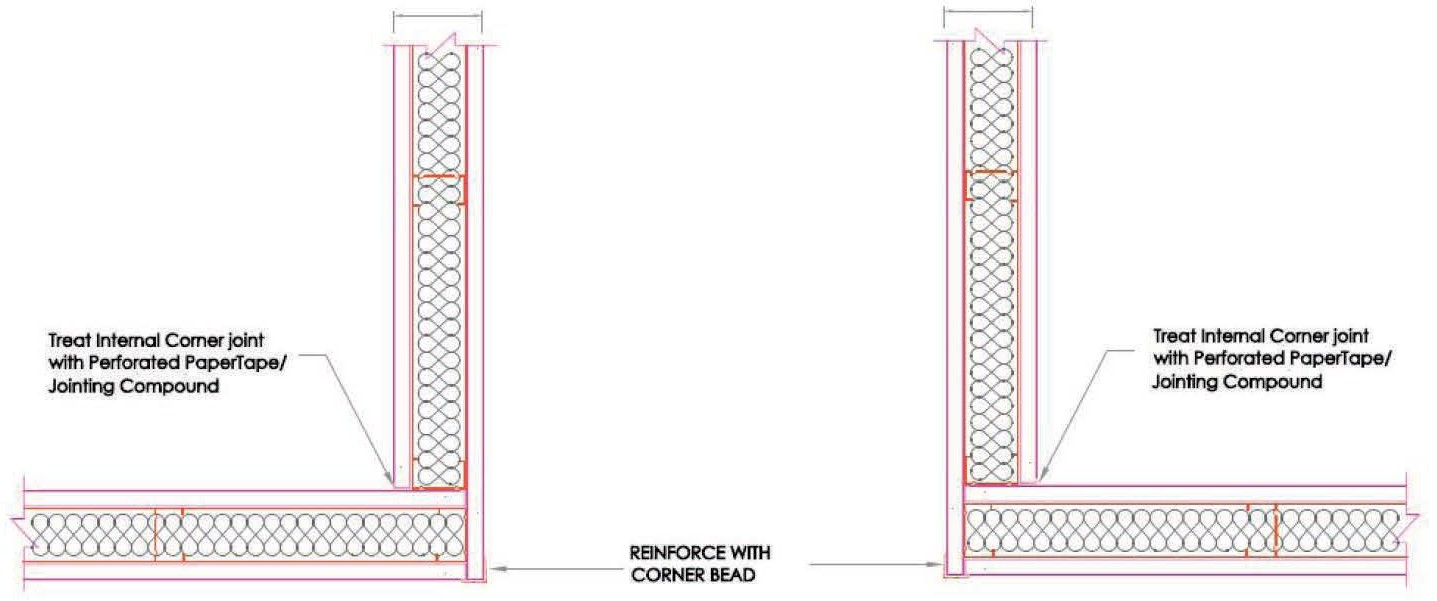 Treat Internal Corner joint
with Perforated PaperTape/
Jointing Compound
Treat Internal Corner joint
with Perforated PaperTape/
Jointing Compound
REINFORCE WITH
CORNER BEAD